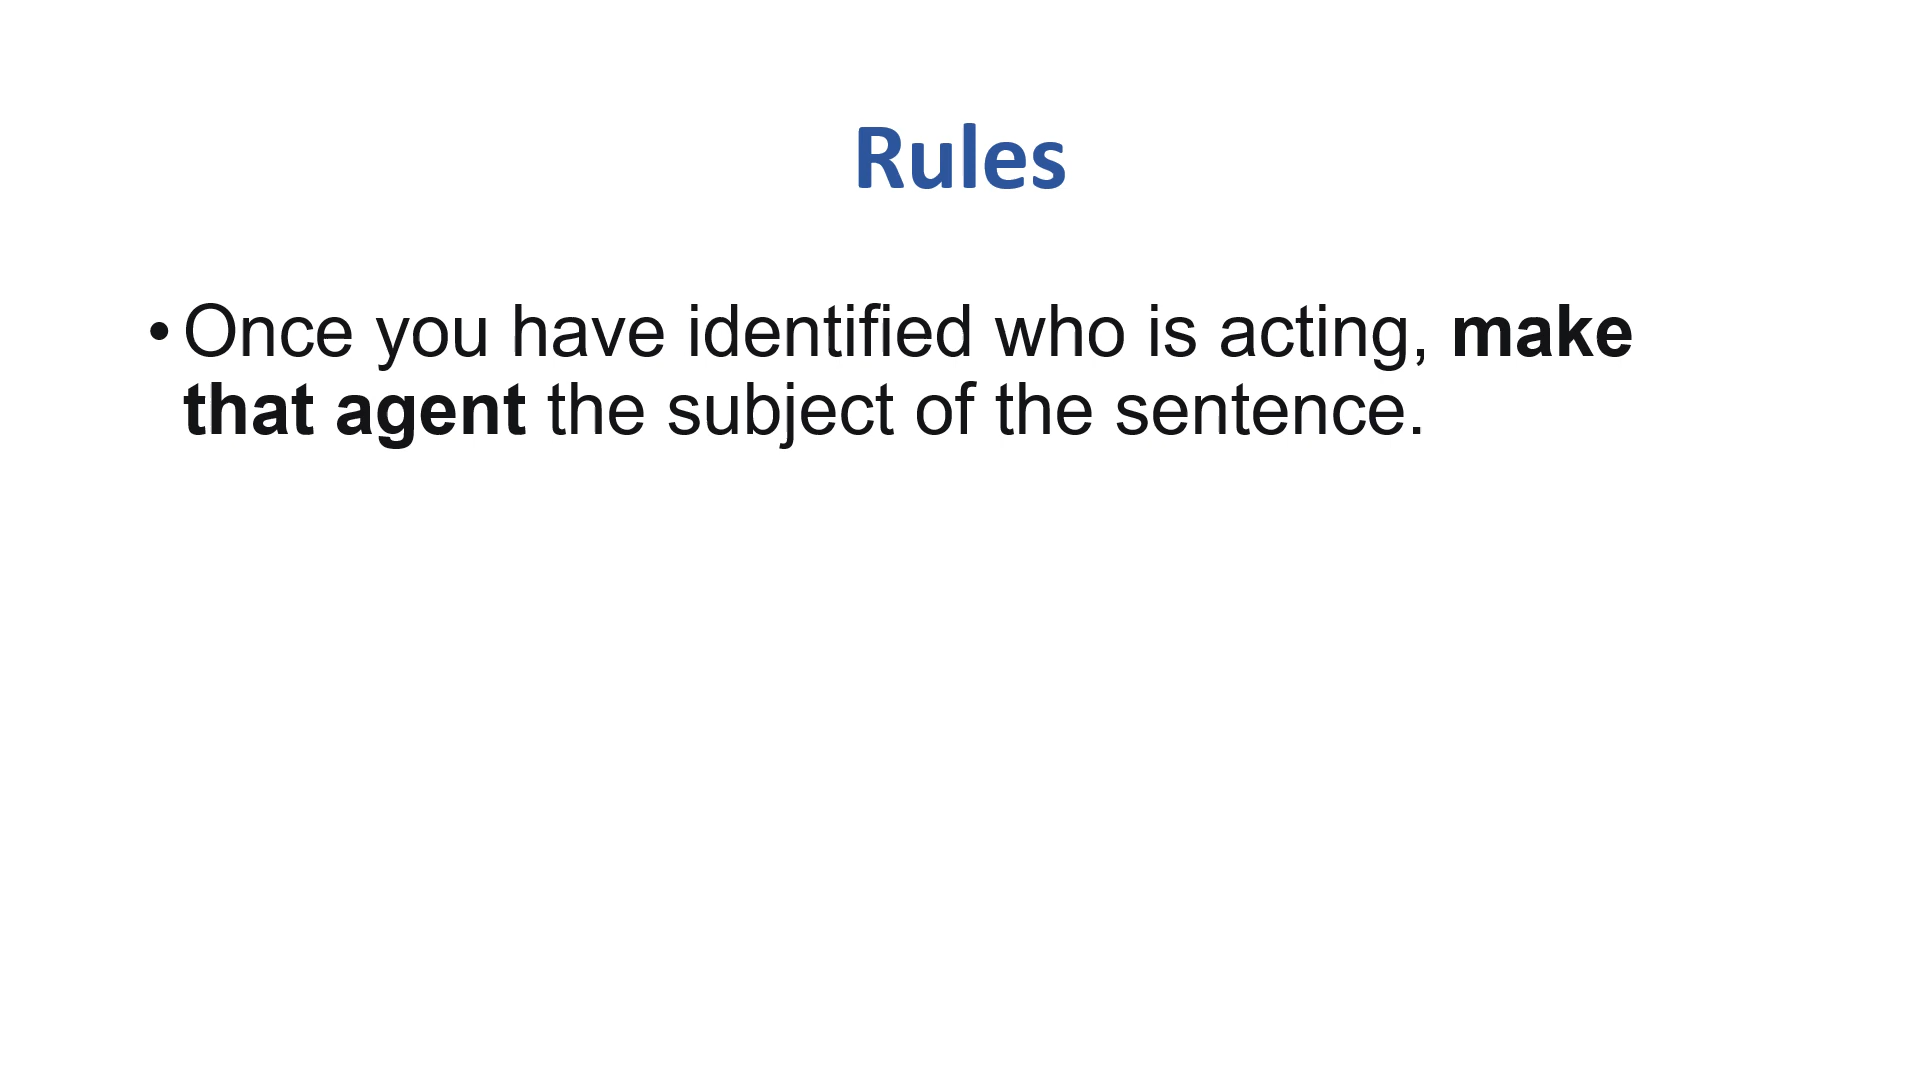 Rules
• Once you have identified who is acting, make
that agent the subject of the sentence.